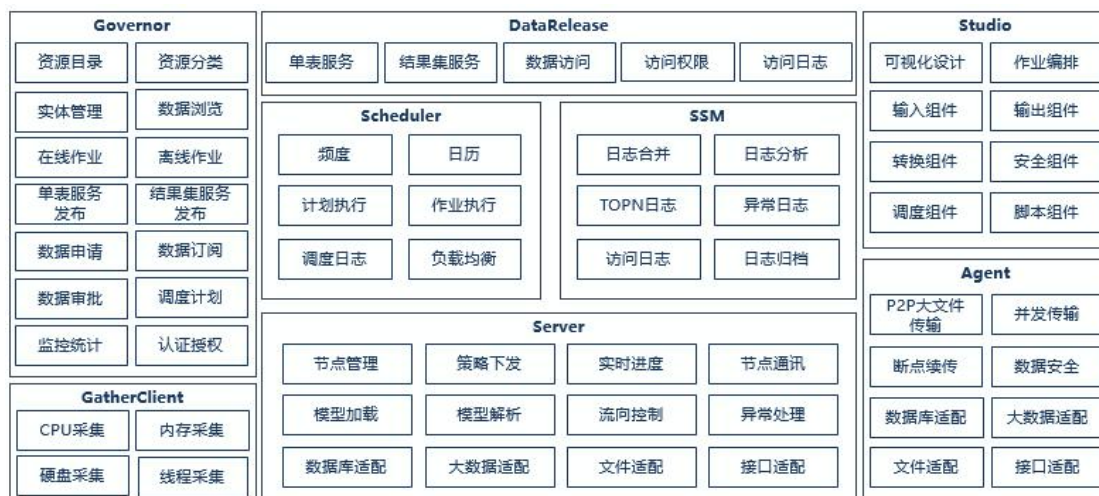 Governor
资源目录
资源分类
实体管理
数据浏览
在线作业
离线作业
单表服务
发布
结果集服务
发布
数据申请
数据订阅
数据审批
调度计划
监控统计
认证授权
GatherClient
CPU采集
内存采集
硬盘采集
线程采集
DataRelease
单表服务
结果集服务
数据访问
访问权限
访问日志
Scheduler
频度
日历
计划执行
作业执行
调度日志
负载均衡
SSM
日志合并
日志分析
TOPN日志
异常日志
访问日志
日志归档
Server
节点管理
策略下发
实时进度
节点通讯
模型加载
模型解析
流向控制
异常处理
数据库适配
大数据适配
文件适配
接口适配
Studio
可视化设计
作业编排
输入组件
输出组件
转换组件
安全组件
调度组件
脚本组件
Agent
P2P大文件
传输
并发传输
断点续传
数据安全
数据库适配
大数据适配
文件适配
接口适配